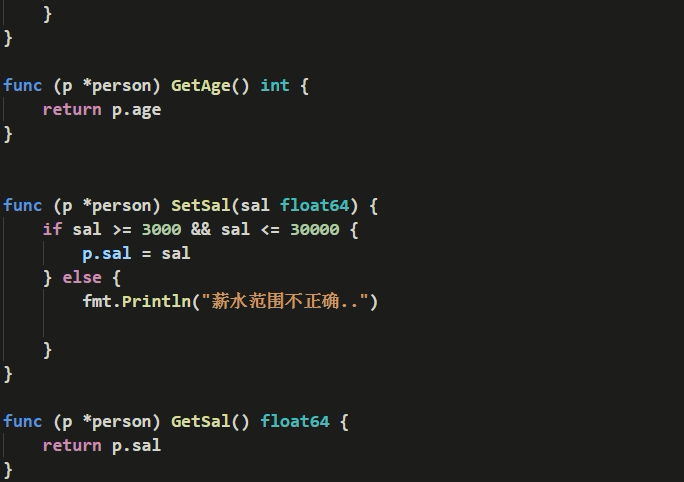 }
}
func (p *person) GetAge() int {
    return p.age
}
func (p *person) SetSal(sal float64) {
    if sal >= 3000 && sal <= 30000 {
        p.sal = sal
    } else {
        fmt.Println("薪水范围不正确..")
    }
}
func (p *person) GetSal() float64 {
    return p.sal
}